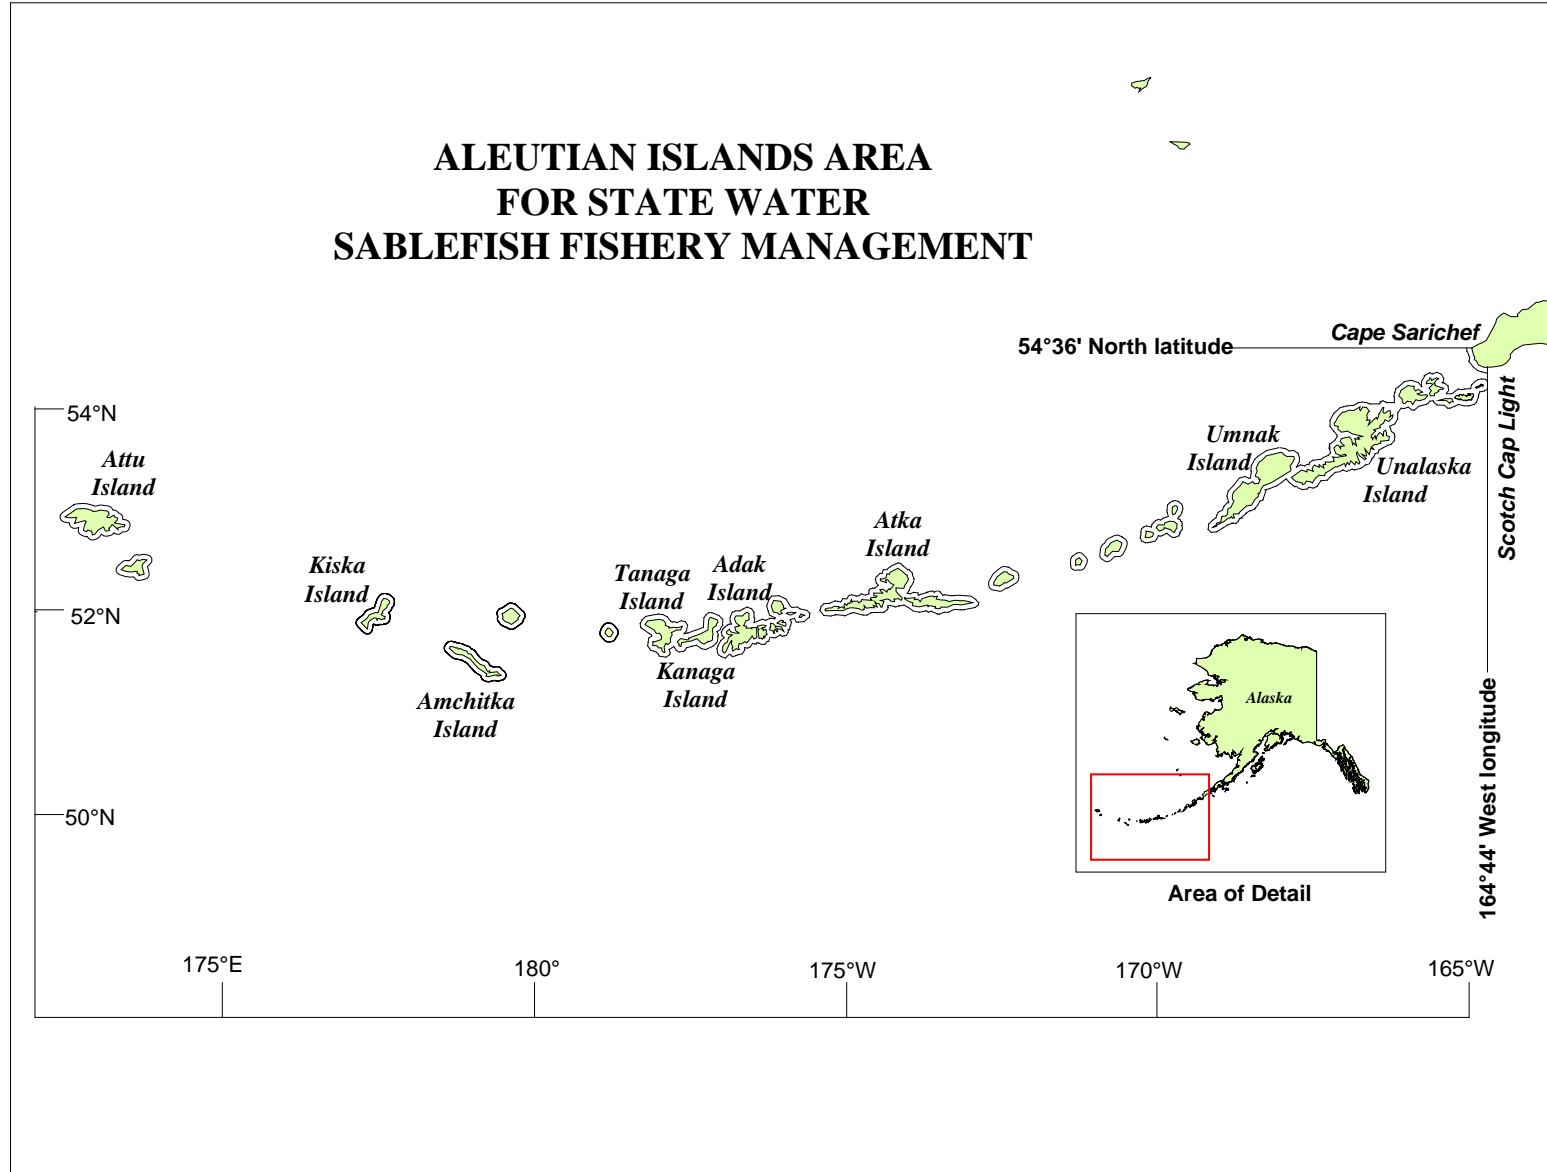 ALEUTIAN ISLANDS AREA
FOR STATE WATER
SABLEFISH FISHERY MANAGEMENT
Cape Sarichef
54°36' North latitude
Scotch Cap Light
164°44' West longitude
54°N
52°N
50°N
Attu
Island
Kiska
Island
Amchitka
Island
Tanaga
Island
Adak
Island
Kanaga
Island
Atka
Island
Umnak
Island
Unalaska
Island
Alaska
Area of Detail
175°E
180°
175°W
170°W
165°W